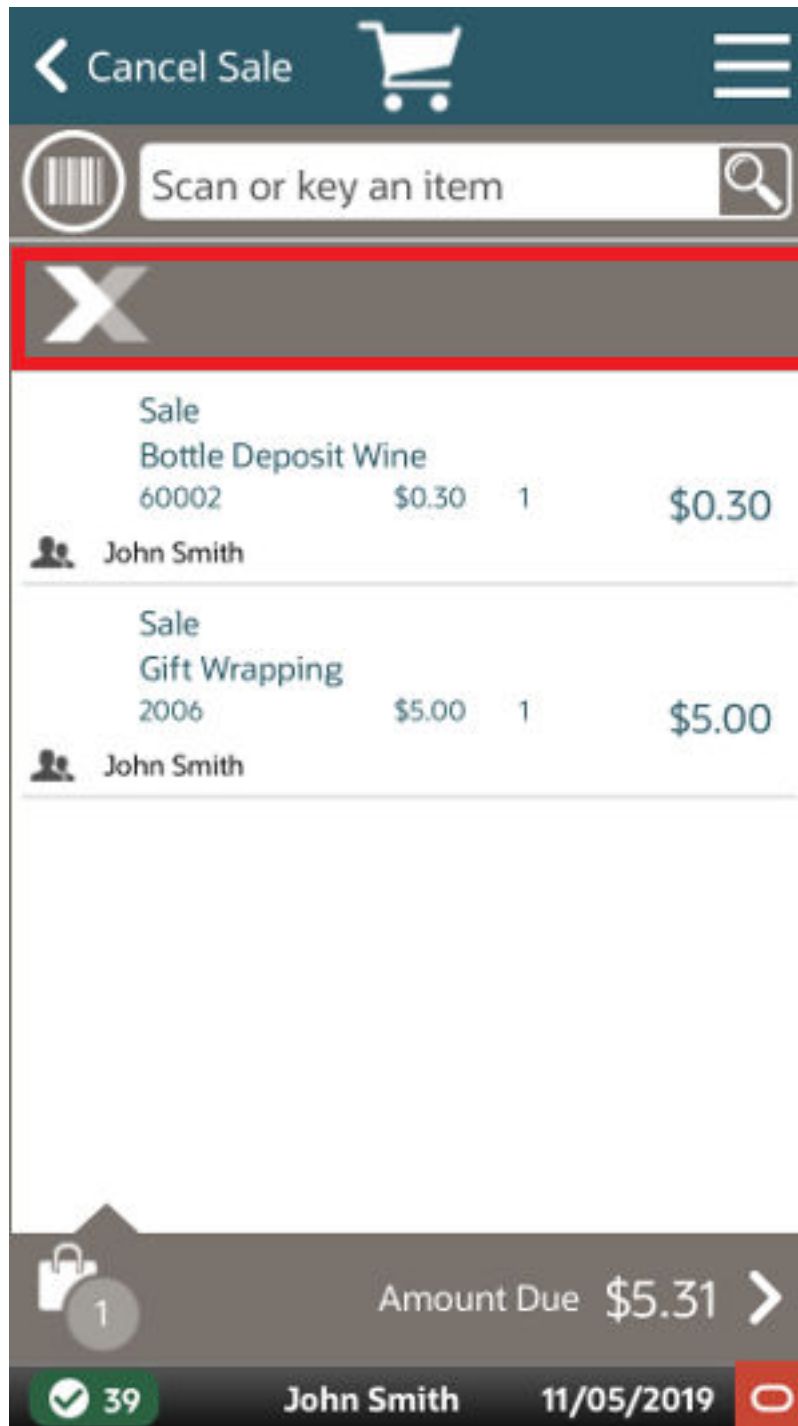 Cancel Sale
Scan or key an item
Sale
Bottle Deposit Wine
60002 $0.30 1 $0.30
John Smith
Sale
Gift Wrapping
2006 $5.00 1 $5.00
John Smith
1 Amount Due $5.31
39 John Smith 11/05/2019